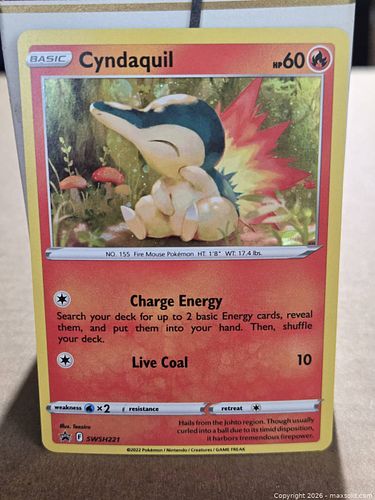 BASIC Cyndaquil HP 60
NO. 155 Fire Mouse Pokémon HT: 1'8" WT: 17.4 lbs.
Charge Energy
Search your deck for up to 2 basic Energy cards, reveal
them, and put them into your hand. Then, shuffle
your deck.
Live Coal 10
weakness ×2 resistance retreat
Illus. Teeziro
F SWSH221
Hails from the Johto region. Though usually
curled into a ball due to its timid disposition,
it harbors tremendous firepower.
©2022 Pokémon / Nintendo / Creatures / GAME FREAK
Copyright 2026 - maxsold.com